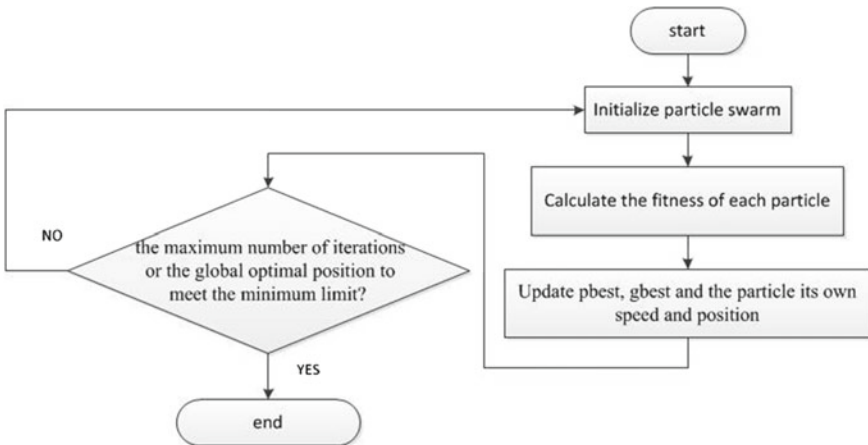 start
Initialize particle swarm
Calculate the fitness of each particle
Update pbest, gbest and the particle its own
speed and position
the maximum number of iterations
or the global optimal position to
meet the minimum limit?
NO
YES
end